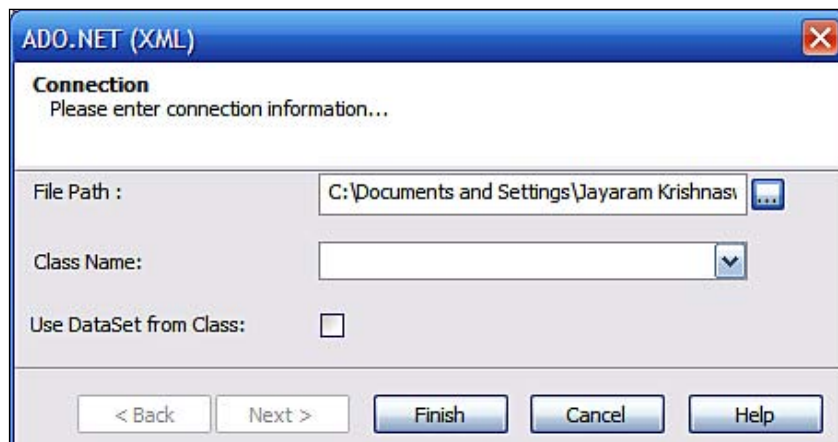 ADO.NET (XML)
Connection
Please enter connection information...
File Path :
C:\Documents and Settings\Jayaram
...
Class Name:
Use DataSet from Class:
< Back
Next >
Finish
Cancel
Help